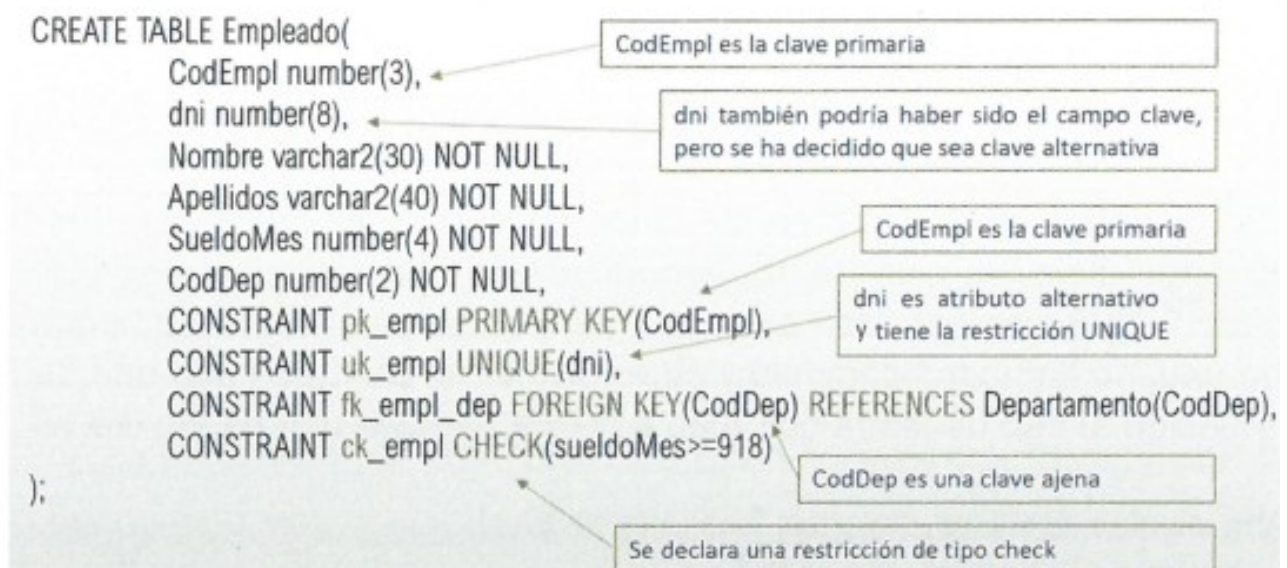 CREATE TABLE Empleado(
CodEmpl es la clave primaria
CodEmpl number(3),
dni number(8),
dni también podría haber sido el campo clave,
pero se ha decidido que sea clave alternativa
Nombre varchar2(30) NOT NULL,
Apellidos varchar2(40) NOT NULL,
SueldoMes number(4) NOT NULL,
CodEmpl es la clave primaria
CodDep number(2) NOT NULL,
dni es atributo alternativo
y tiene la restricción UNIQUE
CONSTRAINT pk_empl PRIMARY KEY(CodEmpl),
CONSTRAINT uk_empl UNIQUE(dni),
CONSTRAINT fk_empl_dep FOREIGN KEY(CodDep) REFERENCES Departamento(CodDep),
CONSTRAINT ck_empl CHECK(sueldoMes>=918)
CodDep es una clave ajena
);
Se declara una restricción de tipo check